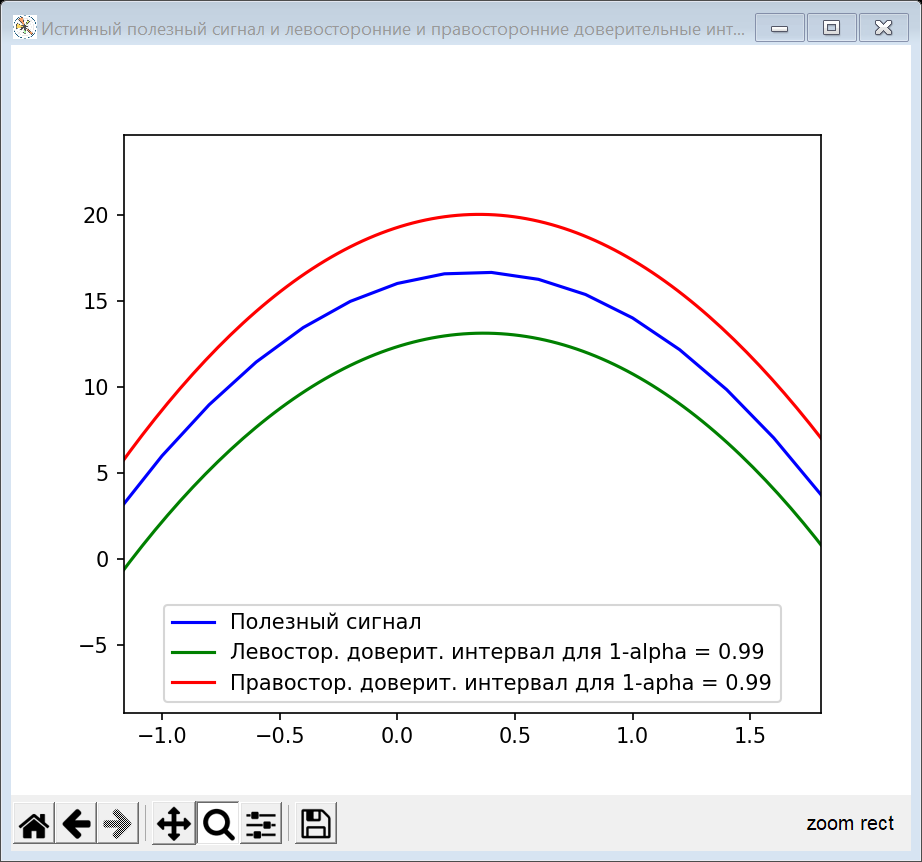 Истинный полезный сигнал и левосторонние и правосторонние доверительные инт...
20
15
10
5
0
−5
Полезный сигнал
Левостор. доверит. интервал для 1-alpha = 0.99
Правостор. доверит. интервал для 1-apha = 0.99
−1.0 −0.5 0.0 0.5 1.0 1.5
zoom rect